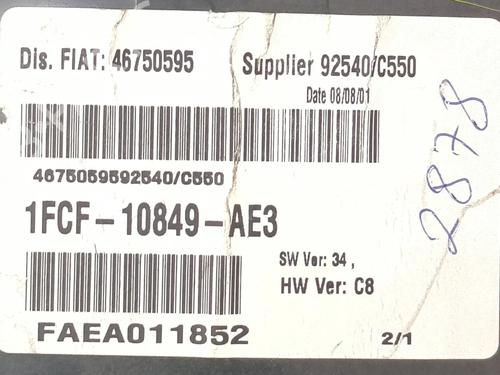 Dis. FIAT: 46750595 Supplier 92540/C550
Date 08/08/01
4675059592540/C550
1FCF-10849-AE3
SW Ver: 34 ,
HW Ver: C8
FAEA011852
2/1
2878